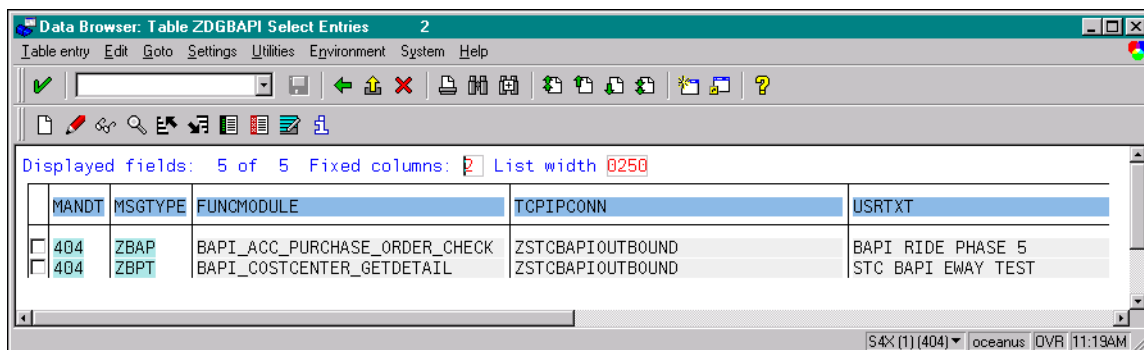 Data Browser: Table ZDGBAPI Select Entries 2
Table entry Edit Goto Settings Utilities Environment System Help
Displayed fields: 5 of 5 Fixed columns: 2 List width 0250
MANDT MSGTYPE FUNCMODULE TCPIPCONN USRTXT
404 ZBAP BAPI_ACC_PURCHASE_ORDER_CHECK ZSTCBAPIOUTBOUND BAPI RIDE PHASE 5
404 ZBPT BAPI_COSTCENTER_GETDETAIL ZSTCBAPIOUTBOUND STC BAPI EWAY TEST
S4X (1) (404) oceanus OVR 11:19AM